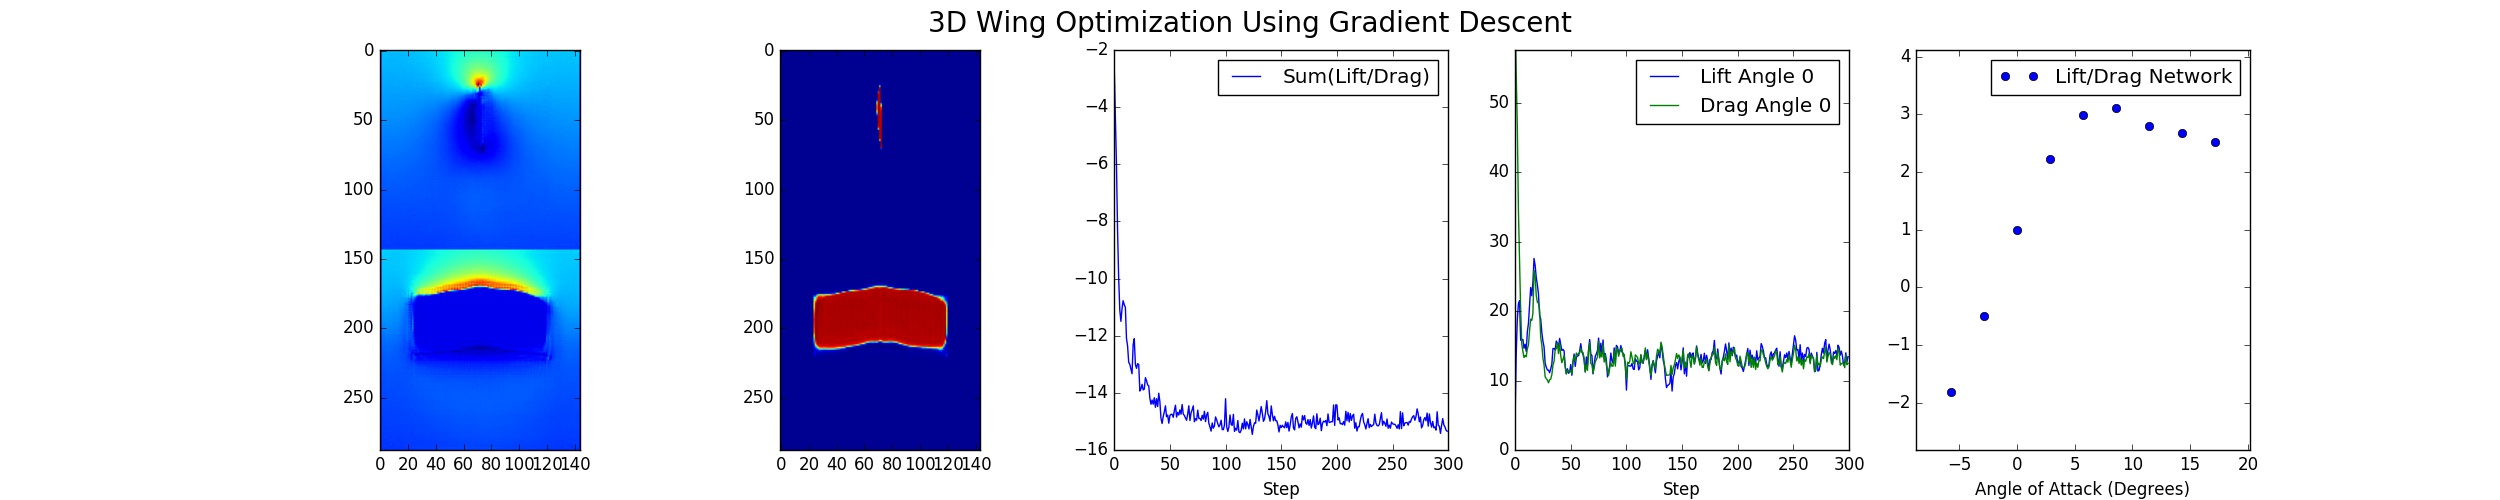 3D Wing Optimization Using Gradient Descent
0
50
100
150
200
250
0 20 40 60 80 100 120 140
0
50
100
150
200
250
0 20 40 60 80 100 120 140
−2
−4
−6
−8
−10
−12
−14
−16
0 50 100 150 200 250 300
Step
Sum(Lift/Drag)
50
40
30
20
10
0
0 50 100 150 200 250 300
Step
Lift Angle 0
Drag Angle 0
4
3
2
1
0
−1
−2
−5 0 5 10 15 20
Angle of Attack (Degrees)
Lift/Drag Network